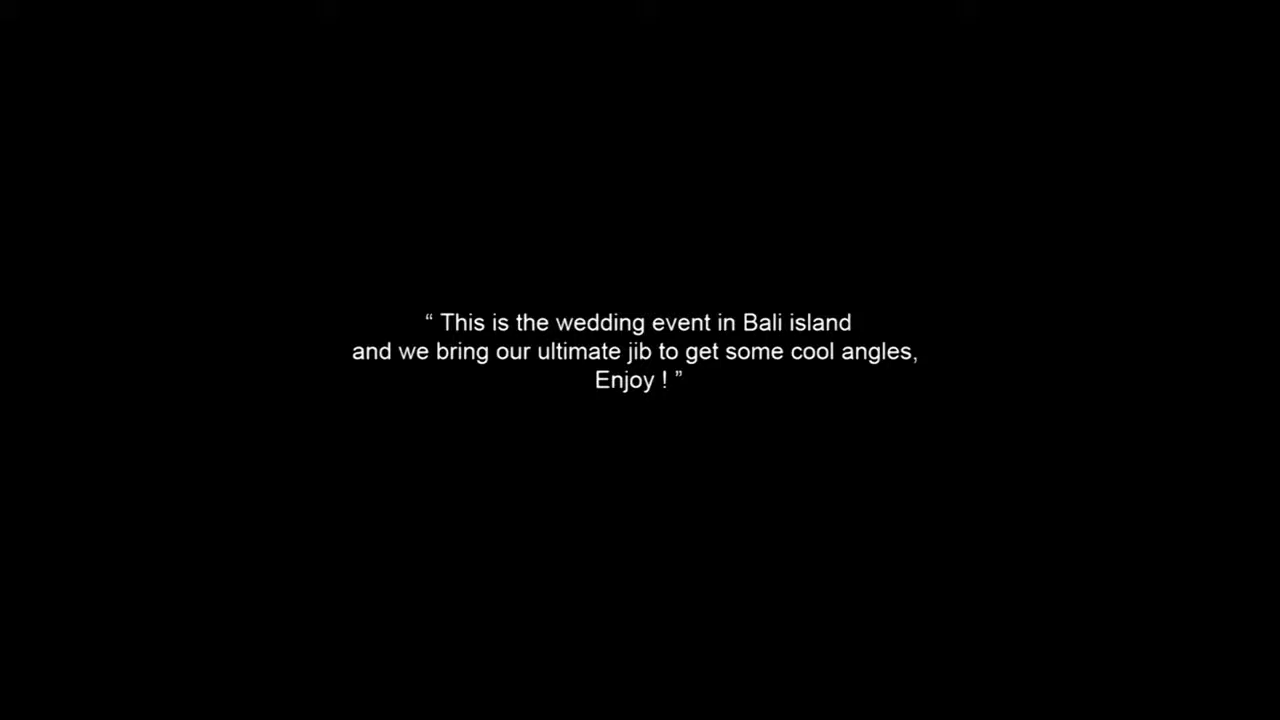 “ This is the wedding event in Bali island
and we bring our ultimate jib to get some cool angles,
Enjoy ! ”